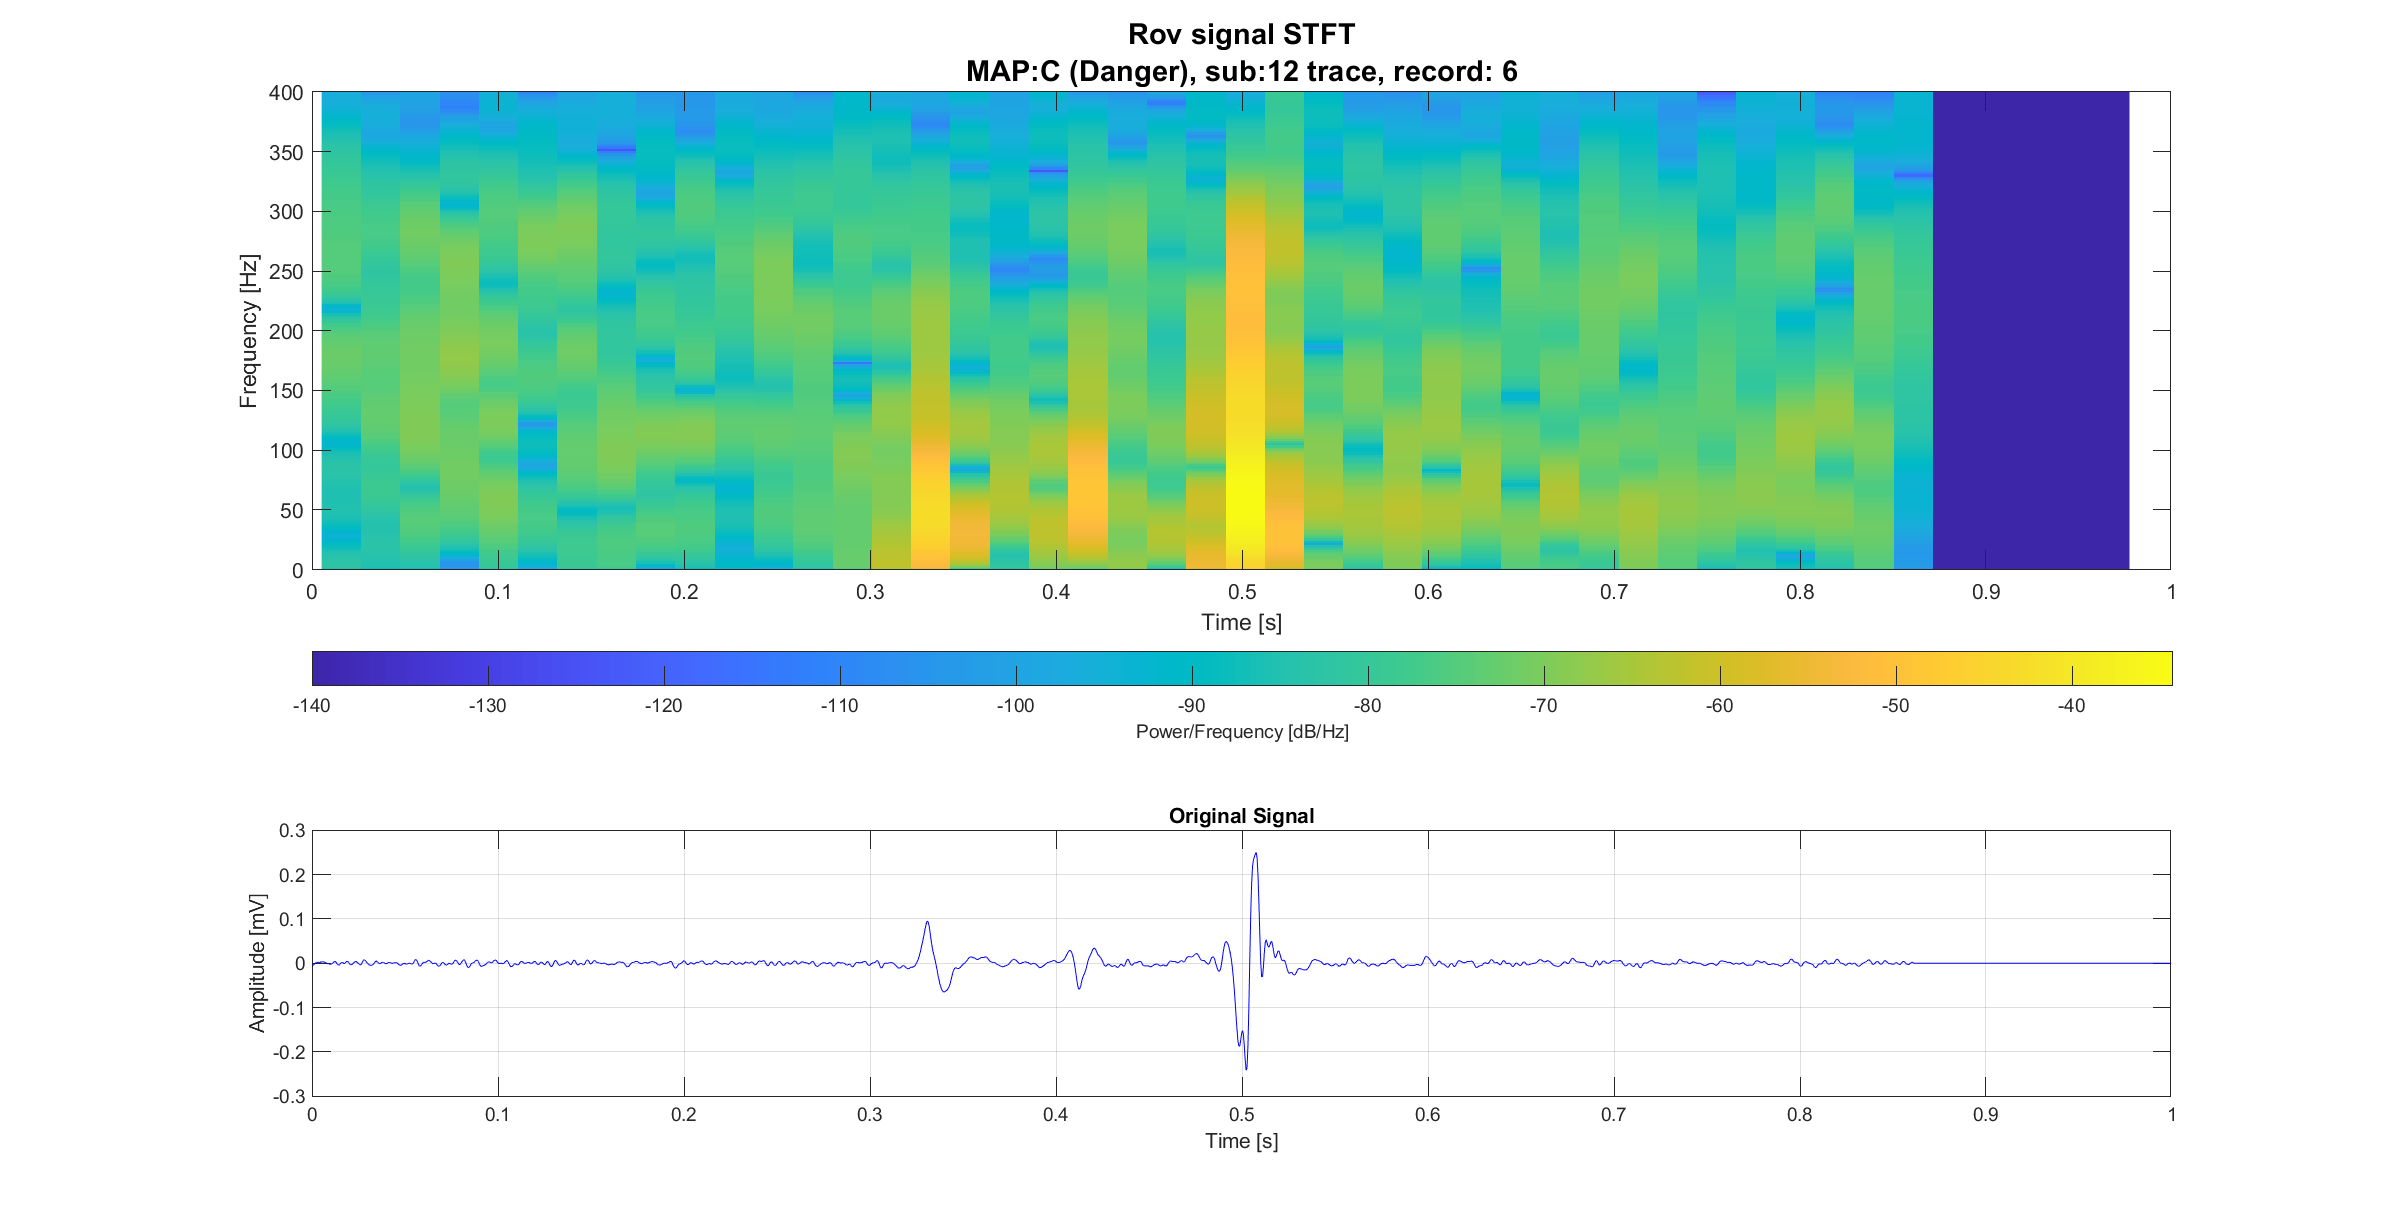 Rov signal STFT
MAP:C (Danger), sub:12 trace, record: 6
400
350
300
250
200
150
100
50
0
Frequency [Hz]
0 0.1 0.2 0.3 0.4 0.5 0.6 0.7 0.8 0.9 1
Time [s]
-140 -130 -120 -110 -100 -90 -80 -70 -60 -50 -40
Power/Frequency [dB/Hz]
Original Signal
0.3
0.2
0.1
0
-0.1
-0.2
-0.3
Amplitude [mV]
0 0.1 0.2 0.3 0.4 0.5 0.6 0.7 0.8 0.9 1
Time [s]